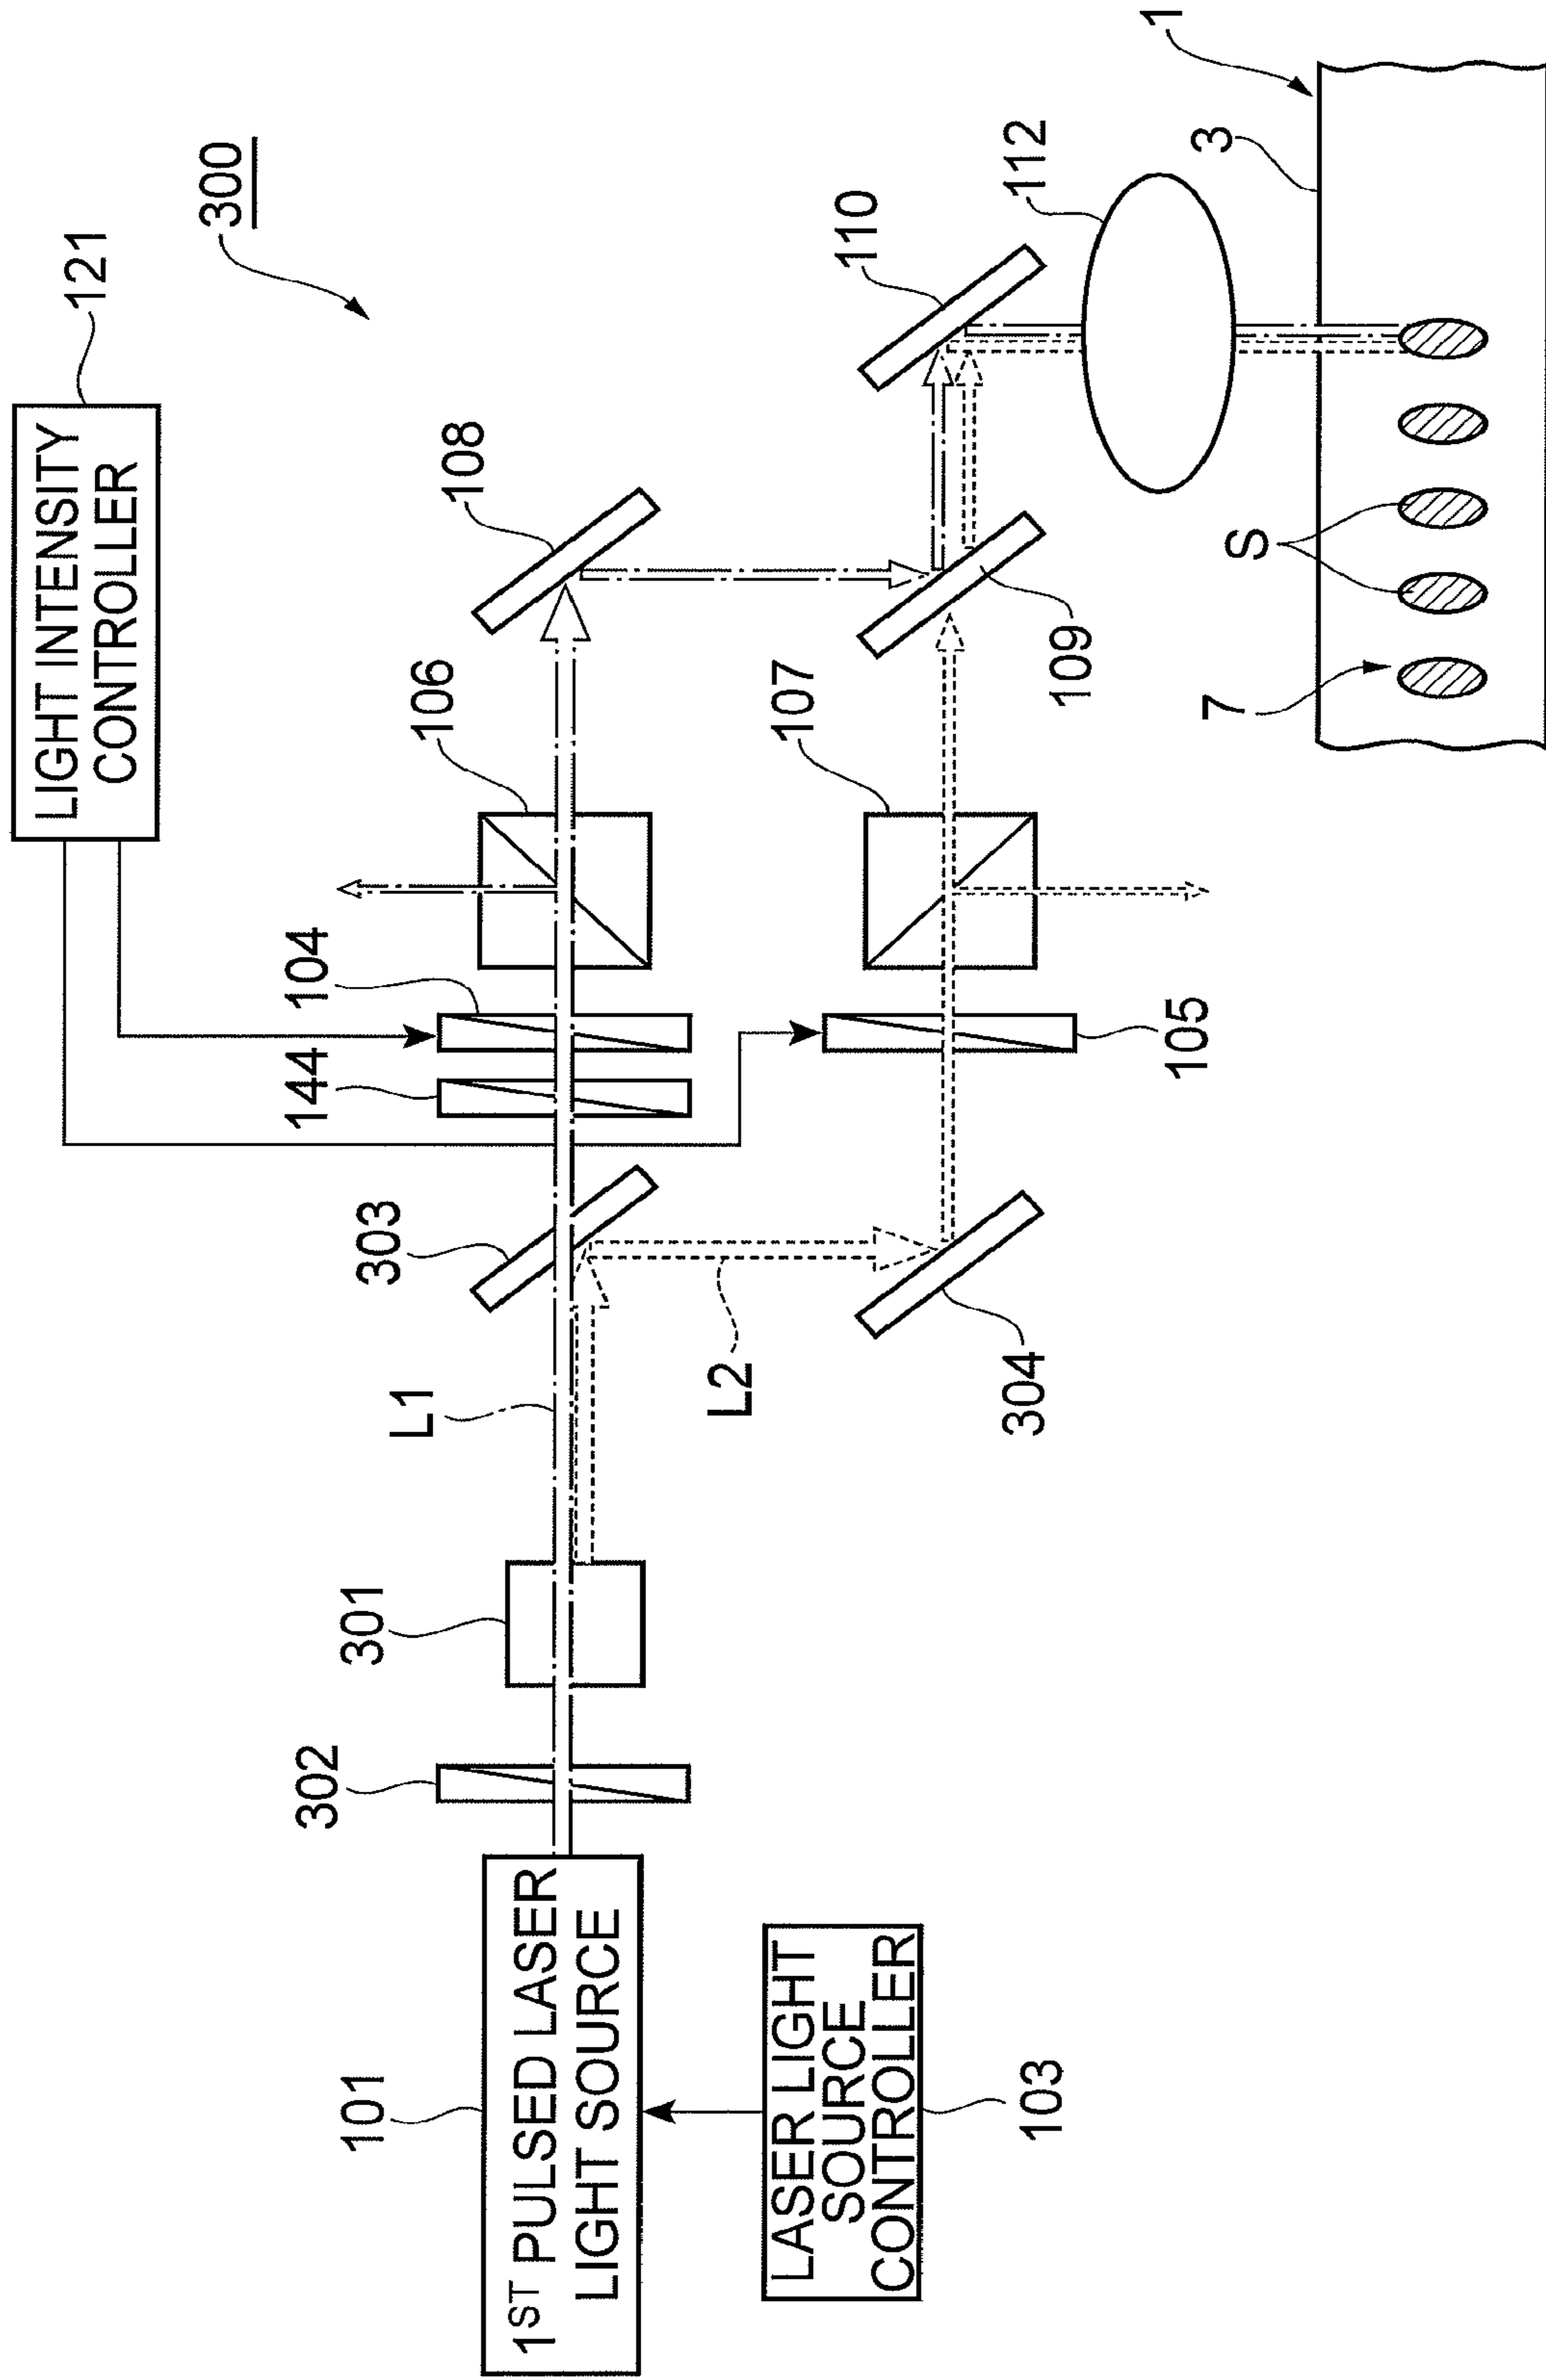 300
LIGHT INTENSITY
CONTROLLER
121
101
1ST PULSED LASER
LIGHT SOURCE
302
301
L1
303
144
104
106
108
LASER LIGHT
SOURCE
CONTROLLER
103
L2
304
105
107
109
110
112
3
1
S
7